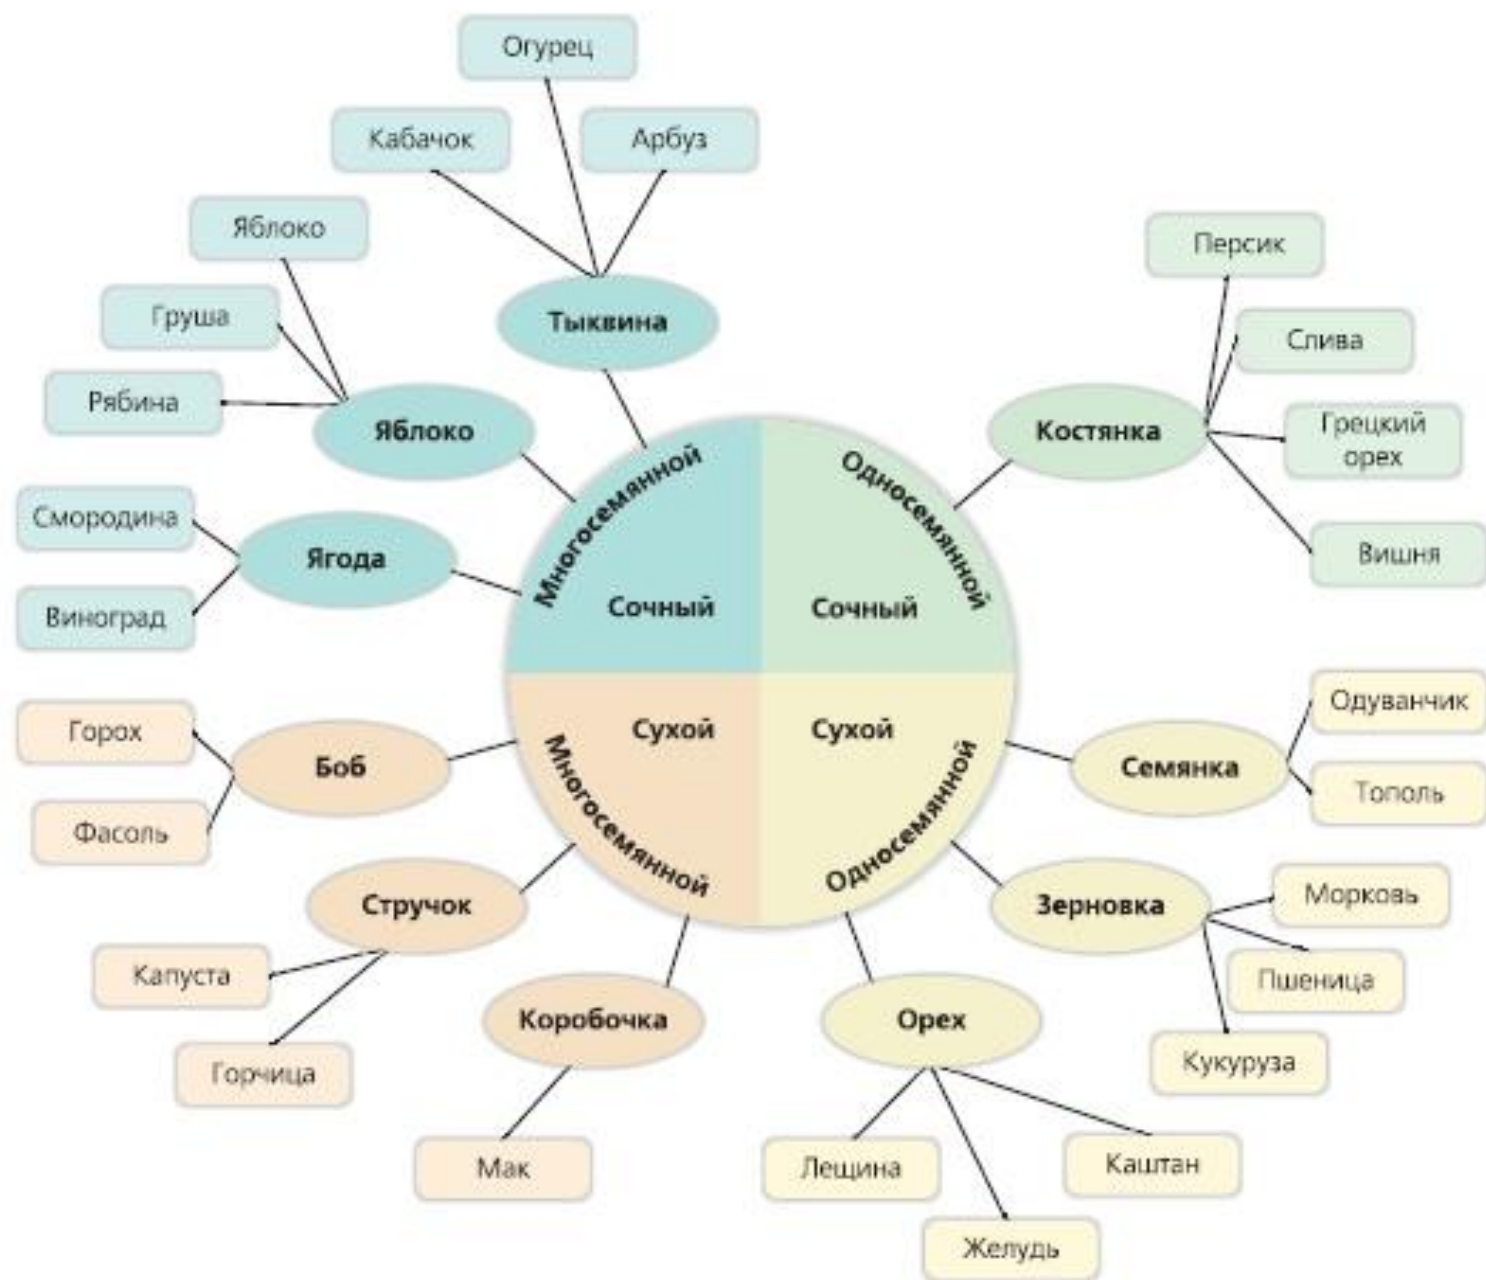 Огурец
Кабачок
Арбуз
Яблоко
Груша
Рябина
Тыквина
Яблоко
Ягода
Смородина
Виноград
Персик
Слива
Грецкий
орех
Вишня
Костянка
Многосемянной
Сочный
Односемянной
Сочный
Сухой
Многосемянной
Сухой
Односемянной
Горох
Фасоль
Боб
Стручок
Капуста
Горчица
Коробочка
Мак
Одуванчик
Тополь
Семянка
Зерновка
Морковь
Пшеница
Кукуруза
Орех
Лещина
Каштан
Желудь